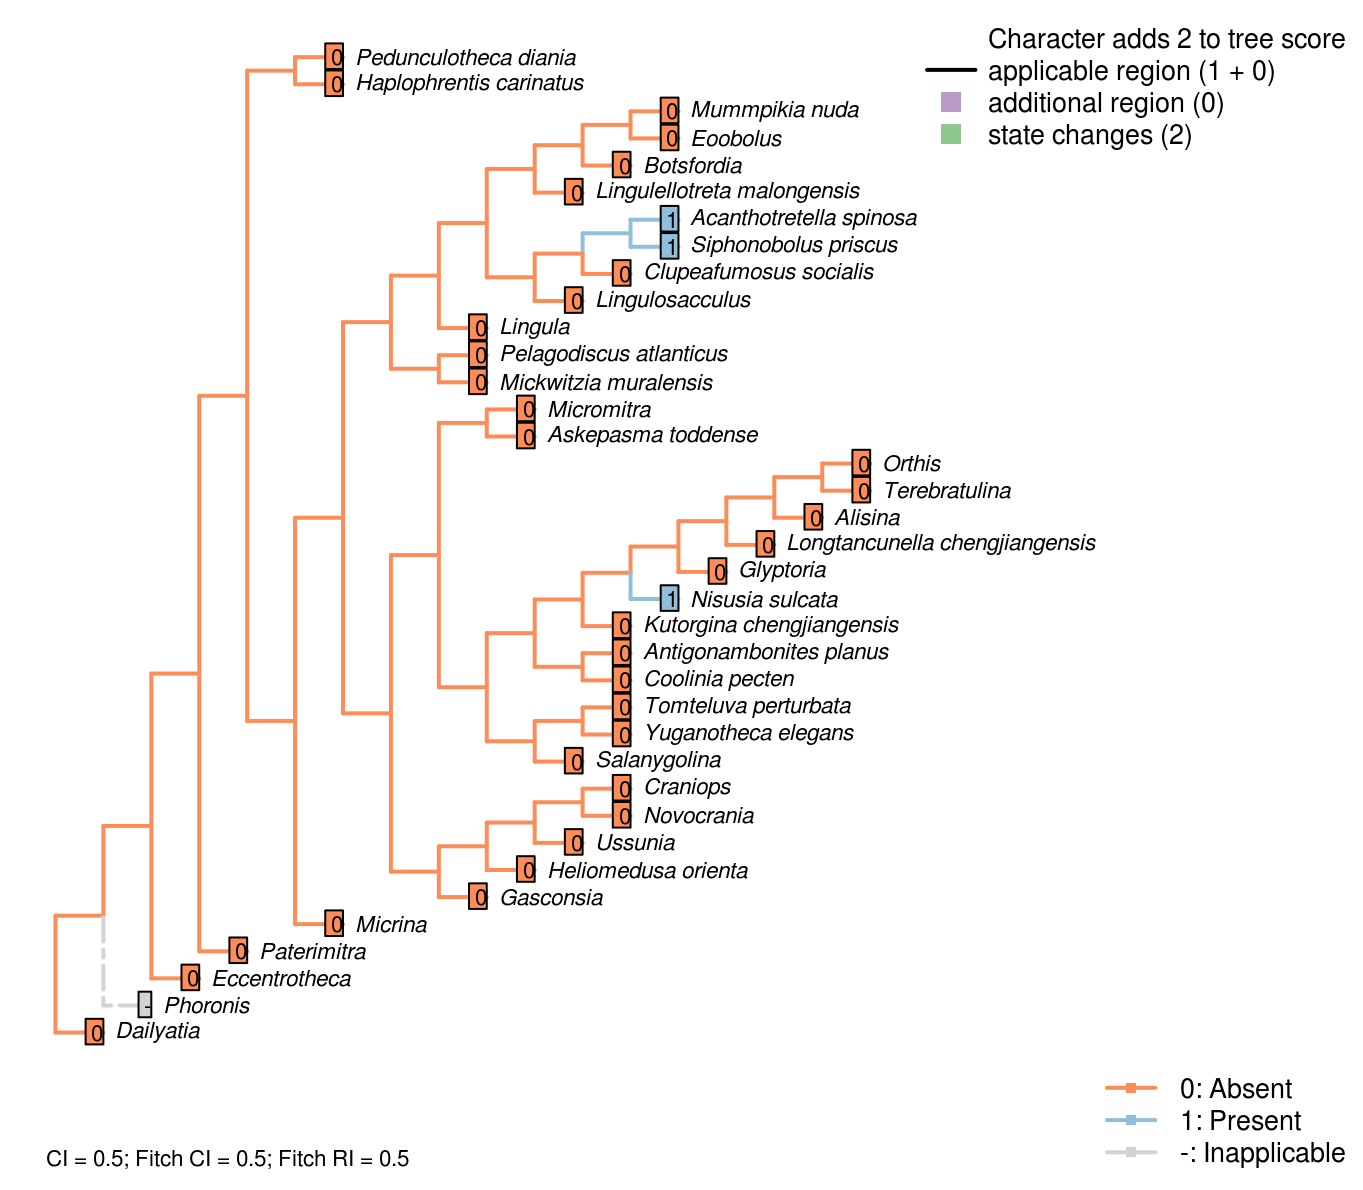 Character adds 2 to tree score
applicable region (1 + 0)
additional region (0)
state changes (2)
0 Pedunculotheca diania
0 Haplophrentis carinatus
0 Mummpikia nuda
0 Eoobolus
0 Botsfordia
0 Lingulellotreta malongensis
1 Acanthotretella spinosa
1 Siphonobolus priscus
0 Clupeafumosus socialis
0 Lingulosacculus
0 Lingula
0 Pelagodiscus atlanticus
0 Mickwitzia muralensis
0 Micromitra
0 Askepasma toddense
0 Orthis
0 Terebratulina
0 Alisina
0 Longtancunella chengjiangensis
0 Glyptoria
1 Nisusia sulcata
0 Kutorgina chengjiangensis
0 Antigonambonites planus
0 Coolinia pecten
0 Tomteluva perturbata
0 Yuganotheca elegans
0 Salanygolina
0 Craniops
0 Novocrania
0 Ussunia
0 Heliomedusa orienta
0 Gasconsia
0 Micrina
0 Paterimitra
0 Eccentrotheca
- Phoronis
0 Dailyatia
0: Absent
1: Present
-: Inapplicable
CI = 0.5; Fitch CI = 0.5; Fitch RI = 0.5